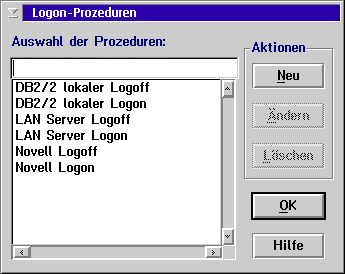 Logon-Prozeduren
Auswahl der Prozeduren:
DB2/2 lokaler Logoff
DB2/2 lokaler Logon
LAN Server Logoff
LAN Server Logon
Novell Logoff
Novell Logon
Aktionen
Neu
Ändern
Löschen
OK
Hilfe